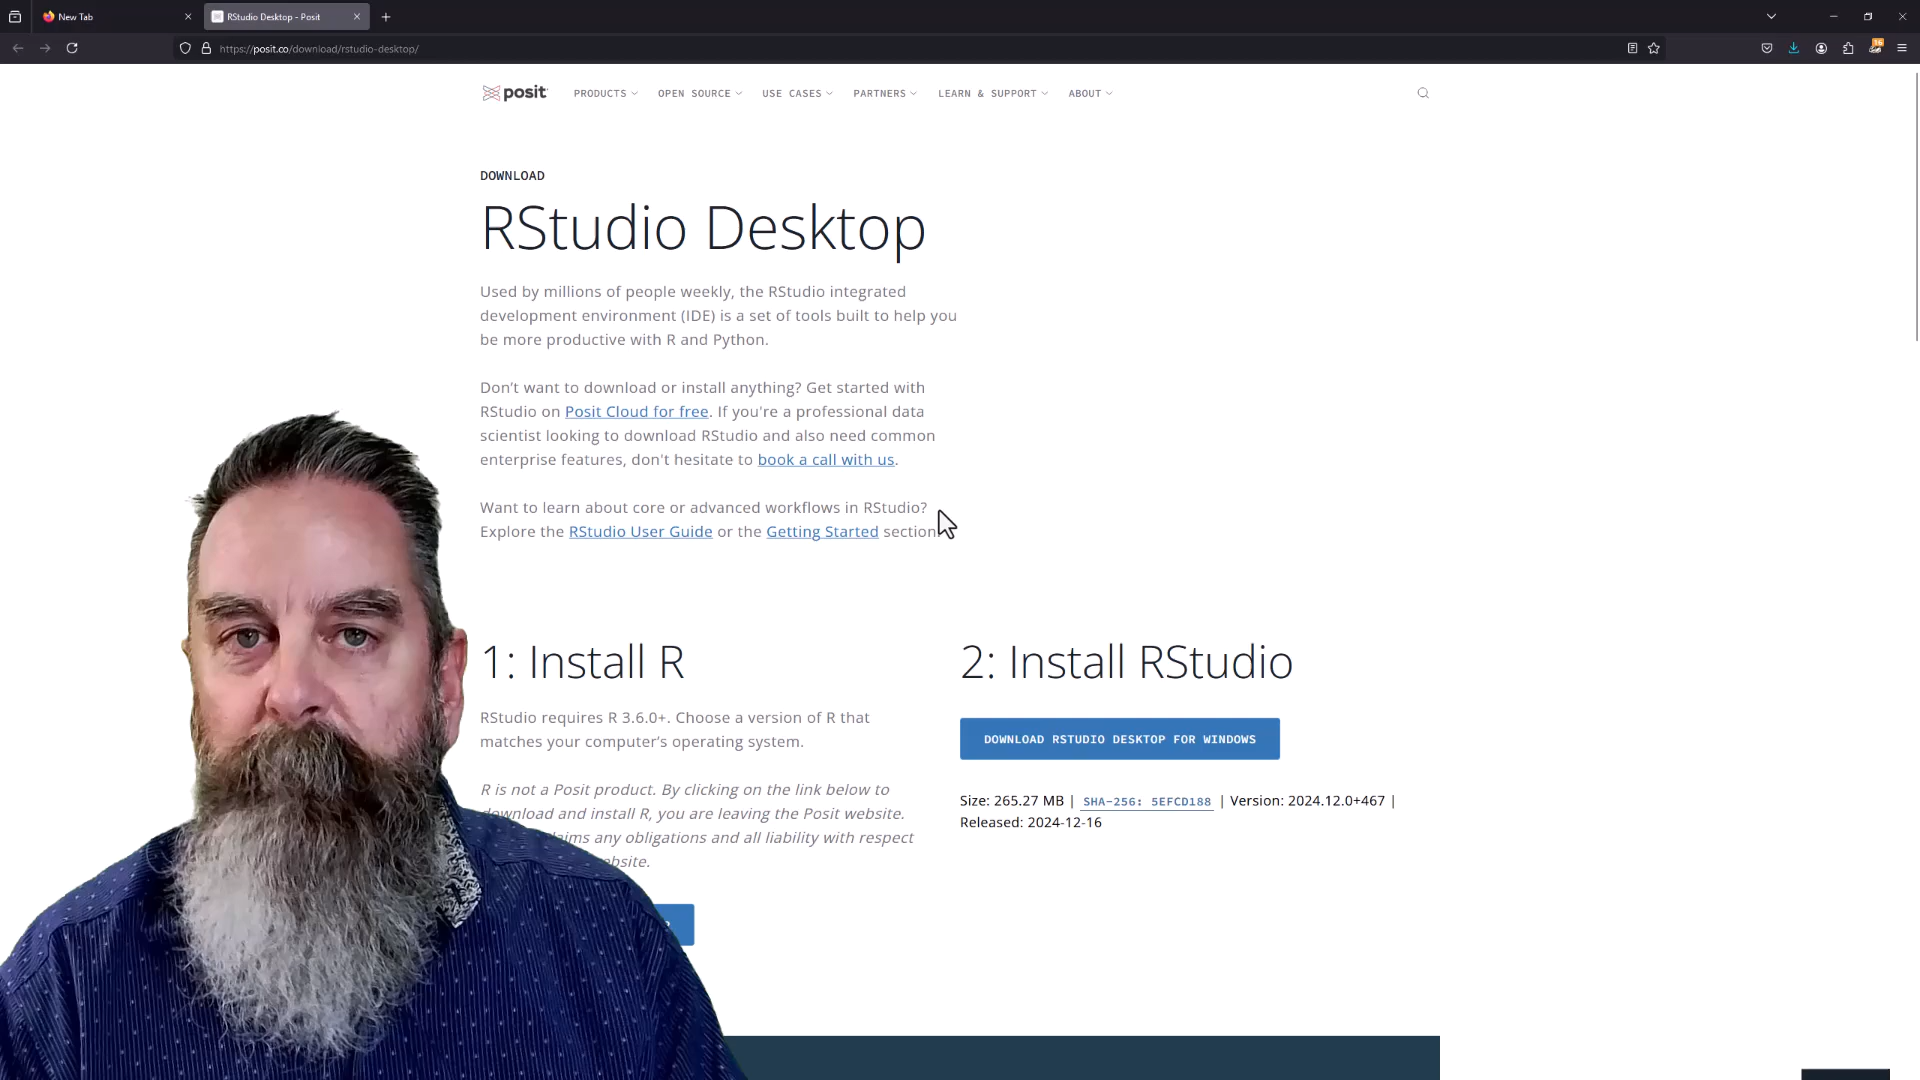 New Tab
RStudio Desktop - Posit
https://posit.co/download/rstudio-desktop/
16
posit
PRODUCTS
OPEN SOURCE
USE CASES
PARTNERS
LEARN & SUPPORT
ABOUT
DOWNLOAD
RStudio Desktop
Used by millions of people weekly, the RStudio integrated
development environment (IDE) is a set of tools built to help you
be more productive with R and Python.
Don't want to download or install anything? Get started with
RStudio on Posit Cloud for free. If you're a professional data
scientist looking to download RStudio and also need common
enterprise features, don't hesitate to book a call with us.
Want to learn about core or advanced workflows in RStudio?
Explore the RStudio User Guide or the Getting Started section
1: Install R
RStudio requires R 3.6.0+. Choose a version of R that
matches your computer's operating system.
R is not a Posit product. By clicking on the link below to
download and install R, you are leaving the Posit website.
any obligations and all liability with respect
2: Install RStudio
DOWNLOAD RSTUDIO DESKTOP FOR WINDOWS
Size: 265.27 MB | SHA-256: 5EFCD188 | Version: 2024.12.0+467 |
Released: 2024-12-16